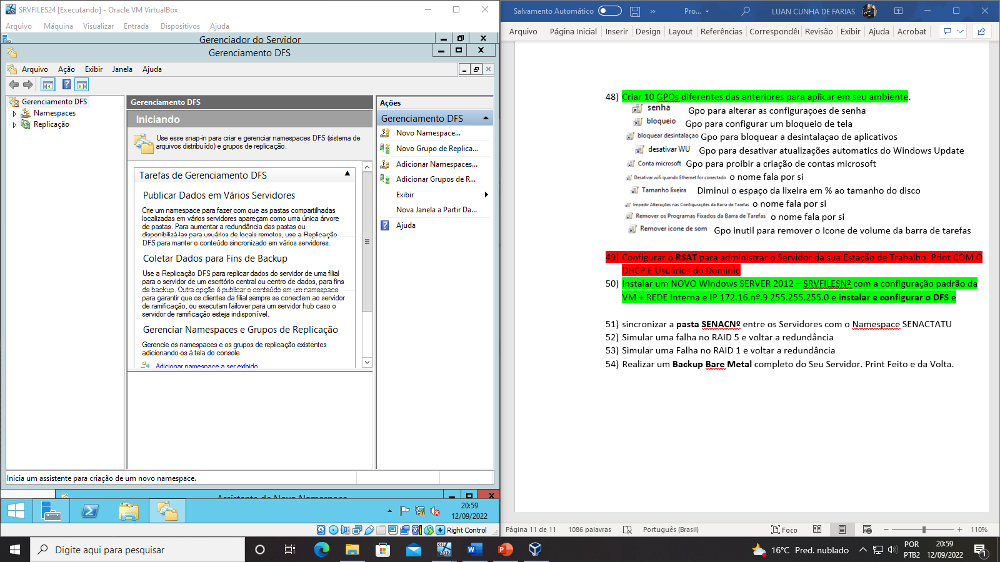 SRVFILES24 [Executando] - Oracle VM VirtualBox
Arquivo Máquina Visualizar Entrada Dispositivos Ajuda
Gerenciador do Servidor
Gerenciamento DFS
Arquivo Ação Exibir Janela Ajuda
Gerenciamento DFS
Namespaces
Replicação
Gerenciamento DFS
Iniciando
Use esse snap-in para criar e gerenciar namespaces DFS (sistema de
arquivos distribuído) e grupos de replicação.
Tarefas de Gerenciamento DFS
Publicar Dados em Vários Servidores
Crie um namespace para fazer com que as pastas compartilhadas
localizadas em vários servidores apareçam como uma única árvore
de pastas. Para aumentar a redundância das pastas ou
disponibilizá-las para usuários de locais remotos, use a Replicação
DFS para manter o conteúdo sincronizado em vários servidores.
Coletar Dados para Fins de Backup
Use a Replicação DFS para replicar dados do servidor de uma filial
para o servidor de um escritório central ou centro de dados, para fins
de backup. Outra opção é publicar o conteúdo em um namespace
para garantir que os clientes da filial sempre se conectem ao servidor
de ramificação, ou executam failover para um servidor hub caso o
servidor de ramificação esteja indisponível.
Gerenciar Namespaces e Grupos de Replicação
Gerencie os namespaces e os grupos de replicação existentes
adicionando-os à tela do console.
Adicionar namespace a ser exibido
Ações
Gerenciamento DFS
Novo Namespace...
Novo Grupo de Replica...
Adicionar Namespaces...
Adicionar Grupos de R...
Exibir
Nova Janela a Partir Da...
Ajuda
Inicia um assistente para criação de um novo namespace.
Assistente de Novo Namespace
20:59
12/09/2022
Right Control
Salvamento Automático
Pro...
LUAN CUNHA DE FARIAS
Arquivo Página Inicial Inserir Design Layout Referências Correspondê Revisão Exibir Ajuda Acrobat
48) Criar 10 GPOs diferentes das anteriores para aplicar em seu ambiente.
senha Gpo para alterar as configuraçoes de senha
bloqueio Gpo para configurar um bloqueio de tela
bloquear desintalaçao Gpo para bloquear a desintalaçao de aplicativos
desativar WU Gpo para desativar atualizações automatics do Windows Update
Conta microsoft Gpo para proibir a criação de contas microsoft
Desativar wifi quando Ethernet for conectado o nome fala por si
Tamanho lixeira Diminui o espaço da lixeira em % ao tamanho do disco
Impedir Alterações nas Configurações da Barra de Tarefas o nome fala por si
Remover os Programas Fixados da Barra de Tarefas o nome fala por si
Remover icone de som Gpo inutil para remover o Icone de volume da barra de tarefas
49) Configurar o RSAT para administrar o Servidor da sua Estação de Trabalho. Print COM O
DHCP E Usuários do Domínio
50) Instalar um NOVO Windows SERVER 2012 – SRVFILESNº com a configuração padrão da
VM + REDE Interna e IP 172.16.nº.9 255.255.255.0 e instalar e configurar o DFS e
51) sincronizar a pasta SENACNº entre os Servidores com o Namespace SENACTATU
52) Simular uma falha no RAID 5 e voltar a redundância
53) Simular uma Falha no RAID 1 e voltar a redundância
54) Realizar um Backup Bare Metal completo do Seu Servidor. Print Feito e da Volta.
Página 11 de 11 1086 palavras Português (Brasil) Foco 110%
Digite aqui para pesquisar
2012
16°C Pred. nublado
POR
PTB2
20:59
12/09/2022
1